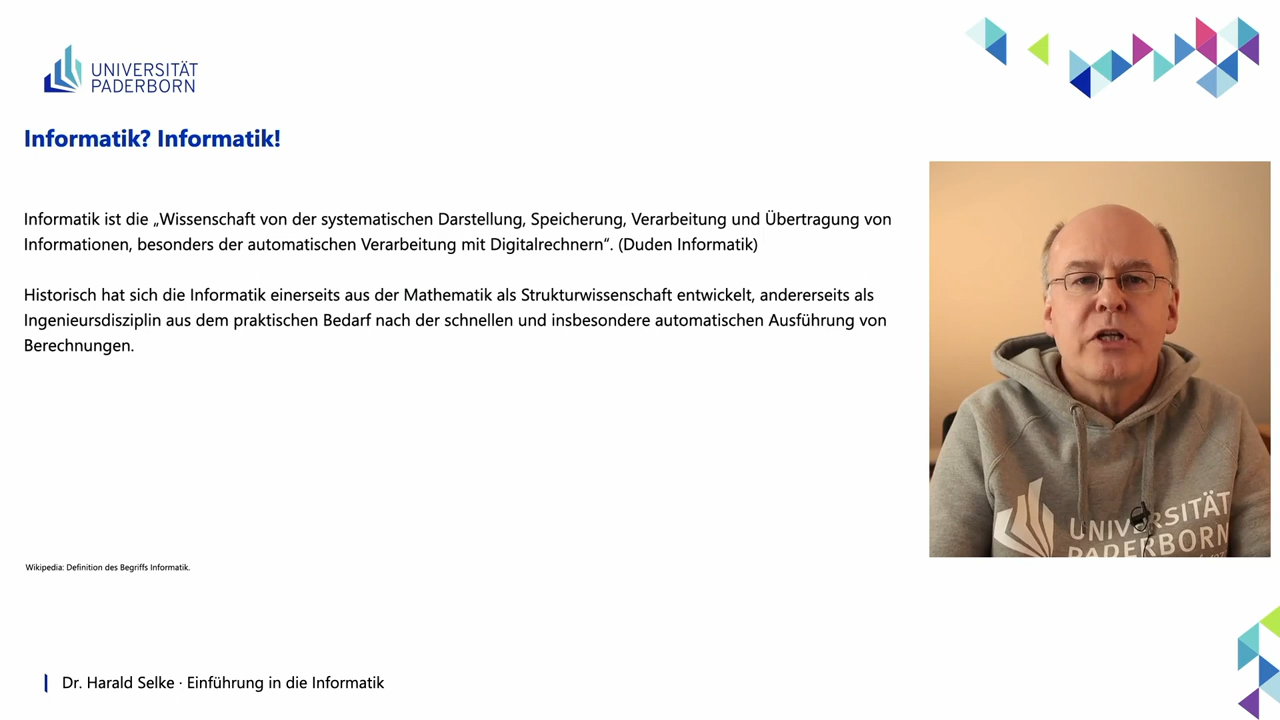 UNIVERSITÄT
PADERBORN
Informatik? Informatik!
Informatik ist die „Wissenschaft von der systematischen Darstellung, Speicherung, Verarbeitung und Übertragung von
Informationen, besonders der automatischen Verarbeitung mit Digitalrechnern“. (Duden Informatik)
Historisch hat sich die Informatik einerseits aus der Mathematik als Strukturwissenschaft entwickelt, andererseits als
Ingenieursdisziplin aus dem praktischen Bedarf nach der schnellen und insbesondere automatischen Ausführung von
Berechnungen.
UNIVERSITÄT
PADERBORN
Wikipedia: Definition des Begriffs Informatik.
Dr. Harald Selke · Einführung in die Informatik